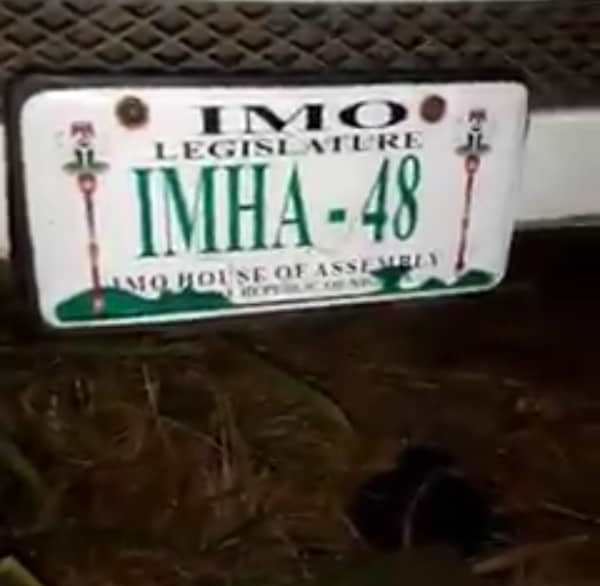 IMO
LEGISLATURE
IMHA - 48
IMO HOUSE OF ASSEMBLY